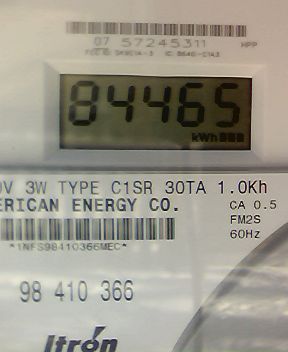 07 57245311 HPP
84465
kWh
V 3W TYPE C1SR 30TA 1.0Kh
ERICAN ENERGY CO. CA 0.5
FM2S
*1NFS98410366MEC* 60Hz
98 410 366
Itron